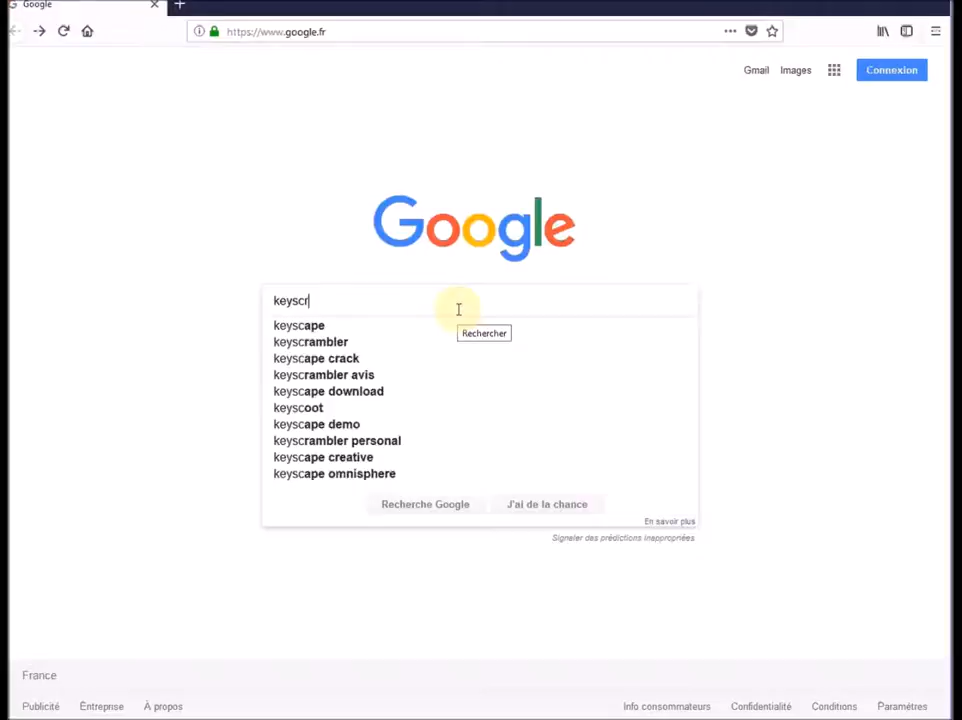 Google
https://www.google.fr
Gmail Images Connexion
Google
keyscr
Rechercher
keyscape
keyscrambler
keyscape crack
keyscrambler avis
keyscape download
keyscoot
keyscape demo
keyscrambler personal
keyscape creative
keyscape omnisphere
Recherche Google J'ai de la chance
En savoir plus
Signaler des prédictions inappropriées
France
Publicité Entreprise À propos Info consommateurs Confidentialité Conditions Paramètres